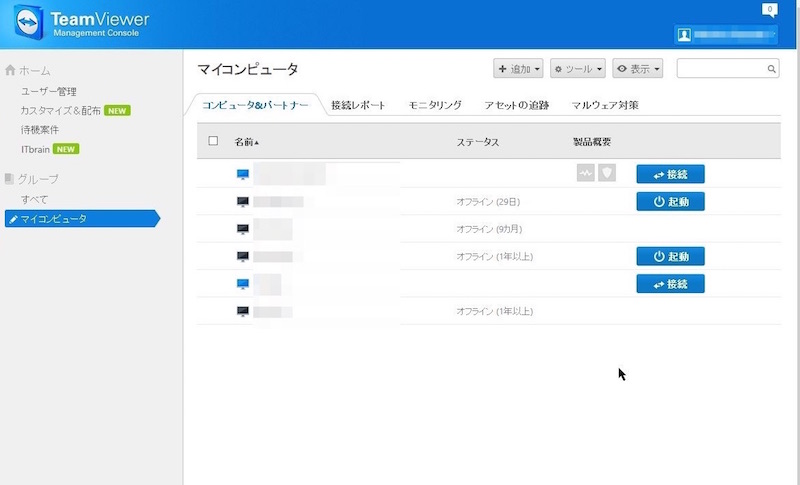 TeamViewer
Management Console
0
ホーム
ユーザー管理
カスタマイズ＆配布 NEW
待機案件
ITbrain NEW
グループ
すべて
マイコンピュータ
マイコンピュータ
追加
ツール
表示
コンピュータ&パートナー
接続レポート
モニタリング
アセットの追跡
マルウェア対策
名前
ステータス
製品概要
接続
オフライン (29日)
起動
オフライン (9カ月)
オフライン (1年以上)
起動
接続
オフライン (1年以上)